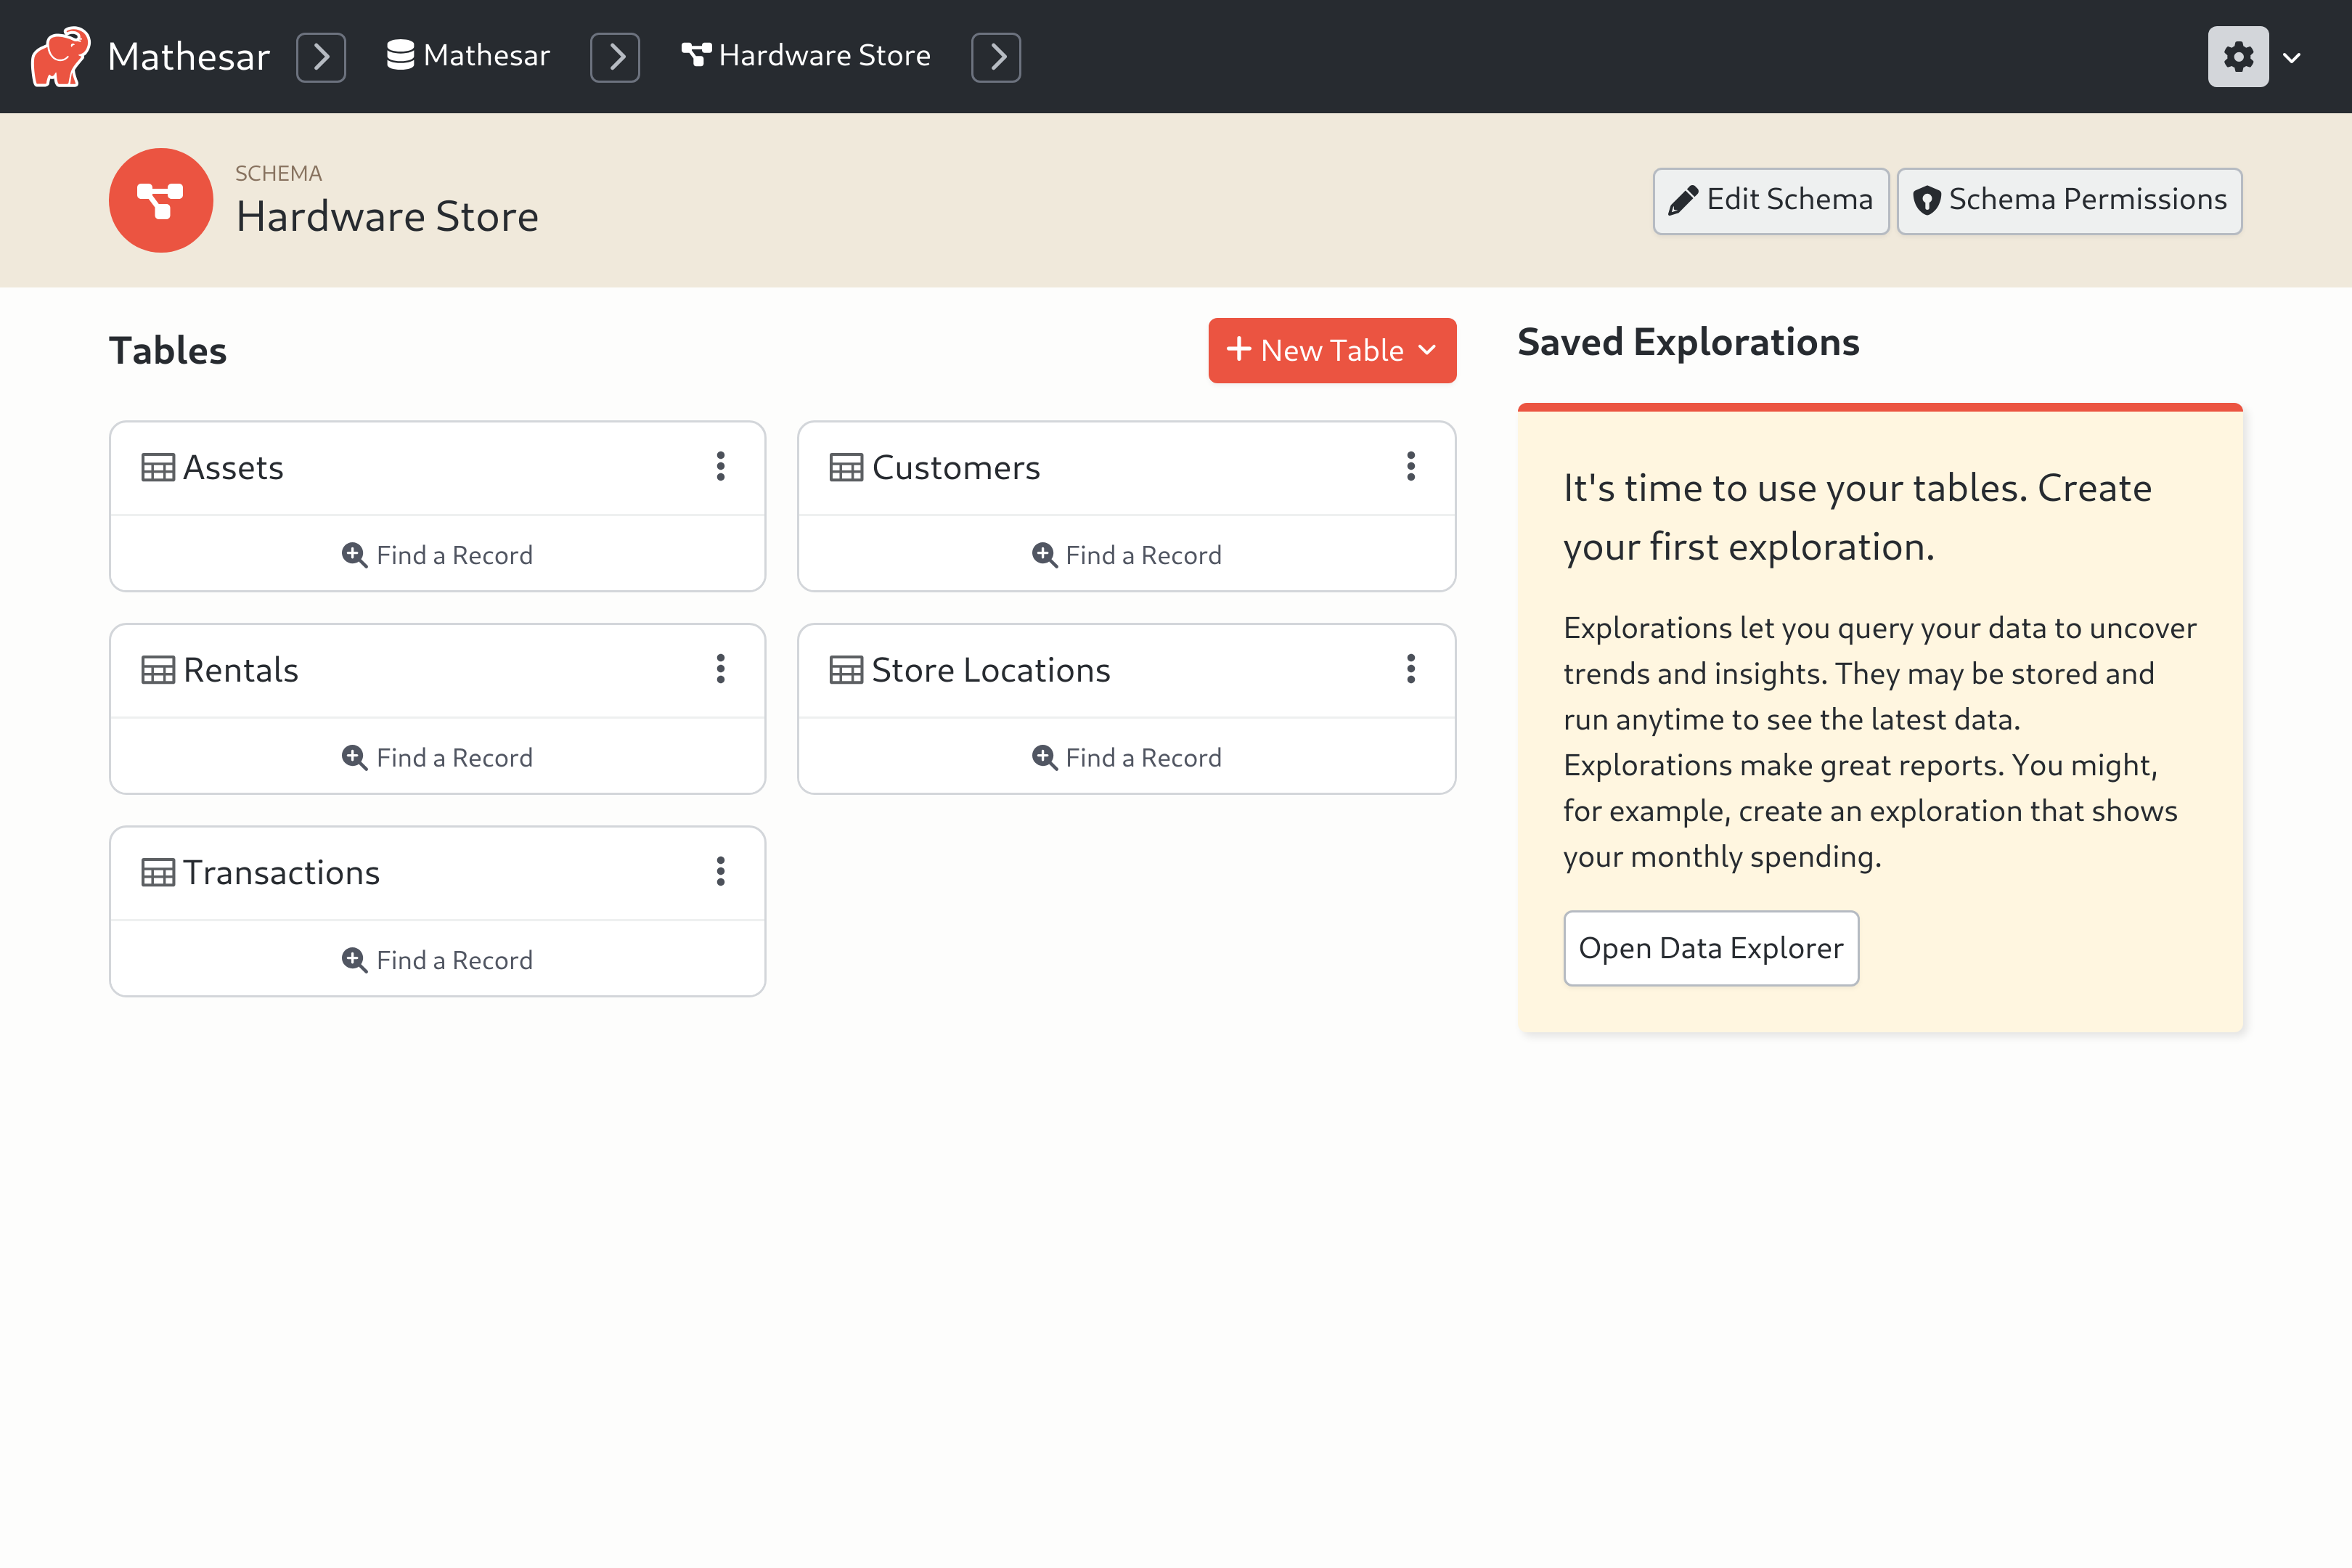 Mathesar
Mathesar
Hardware Store
SCHEMA
Hardware Store
Edit Schema
Schema Permissions
Tables
New Table
Assets
Find a Record
Customers
Find a Record
Rentals
Find a Record
Store Locations
Find a Record
Transactions
Find a Record
Saved Explorations
It's time to use your tables. Create
your first exploration.
Explorations let you query your data to uncover
trends and insights. They may be stored and
run anytime to see the latest data.
Explorations make great reports. You might,
for example, create an exploration that shows
your monthly spending.
Open Data Explorer